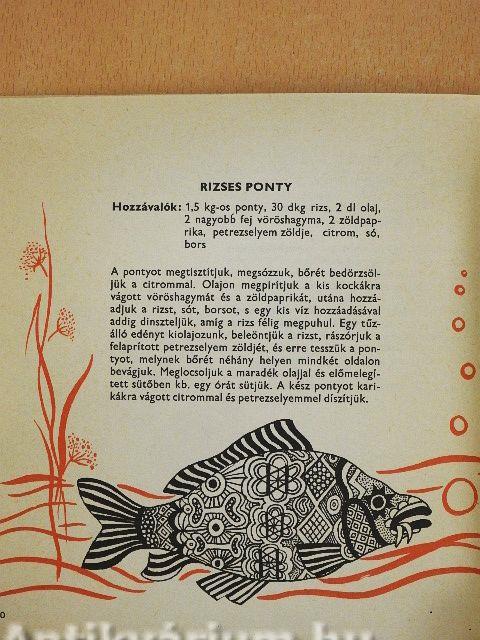 RIZSES PONTY
Hozzávalók: 1,5 kg-os ponty, 30 dkg rizs, 2 dl olaj,
2 nagyobb fej vöröshagyma, 2 zöldpap-
rika, petrezselyem zöldje, citrom, só,
bors
A pontyot megtisztítjuk, megsózzuk, bőrét bedörzsöl-
jük a citrommal. Olajon megpirítjuk a kis kockákra
vágott vöröshagymát és a zöldpaprikát, utána hozzá-
adjuk a rizst, sót, borsot, s egy kis víz hozzáadásával
addig dinszteljük, amíg a rizs félig megpuhul. Egy tűz-
álló edényt kiolajozunk, beleöntjük a rizst, rászórjuk a
felaprított petrezselyem zöldjét, és erre tesszük a pon-
tyot, melynek bőrét néhány helyen mindkét oldalon
bevágjuk. Meglocsoljuk a maradék olajjal és előmelegí-
tett sütőben kb. egy órát sütjük. A kész pontyot kari-
kákra vágott citrommal és petrezselyemmel díszítjük.
0
Antikvárium.hu